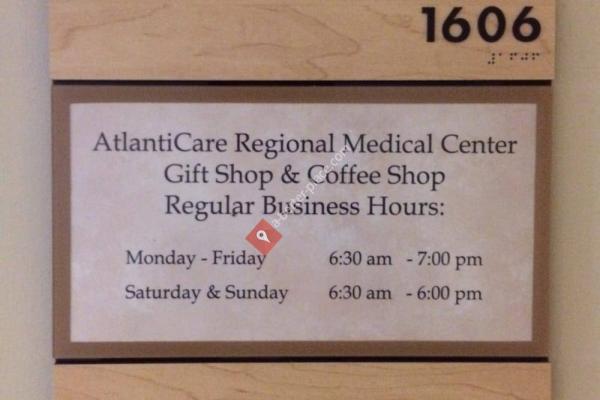 1606
AtlantiCare Regional Medical Center
Gift Shop & Coffee Shop
Regular Business Hours:
Monday - Friday 6:30 am - 7:00 pm
Saturday & Sunday 6:30 am - 6:00 pm